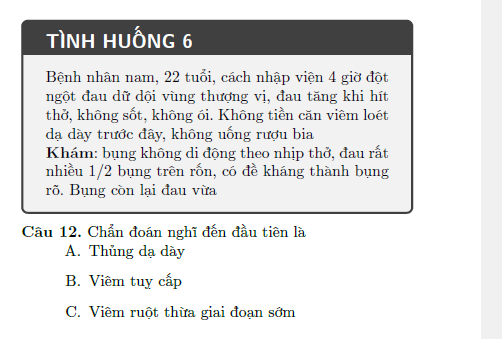 TÌNH HUỐNG 6
Bệnh nhân nam, 22 tuổi, cách nhập viện 4 giờ đột
ngột đau dữ dội vùng thượng vị, đau tăng khi hít
thở, không sốt, không ói. Không tiền căn viêm loét
dạ dày trước đây, không uống rượu bia
Khám: bụng không di động theo nhịp thở, đau rất
nhiều 1/2 bụng trên rốn, có đề kháng thành bụng
rõ. Bụng còn lại đau vừa
Câu 12. Chẩn đoán nghĩ đến đầu tiên là
A. Thủng dạ dày
B. Viêm tuỵ cấp
C. Viêm ruột thừa giai đoạn sớm